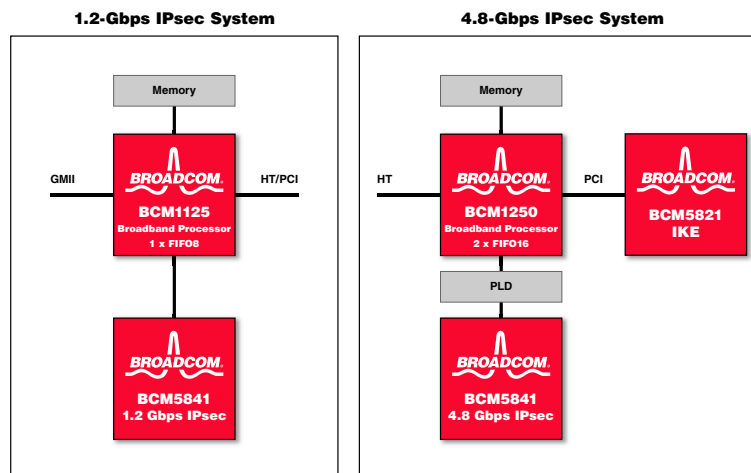 1.2-Gbps IPsec System
Memory
GMII
HT/PCI
BROADCOM®
BCM1125
Broadband Processor
1 x FIFO8
BROADCOM®
BCM5841
1.2 Gbps IPsec
4.8-Gbps IPsec System
Memory
HT
PCI
BROADCOM®
BCM1250
Broadband Processor
2 x FIFO16
BROADCOM®
BCM5821
IKE
PLD
BROADCOM®
BCM5841
4.8 Gbps IPsec